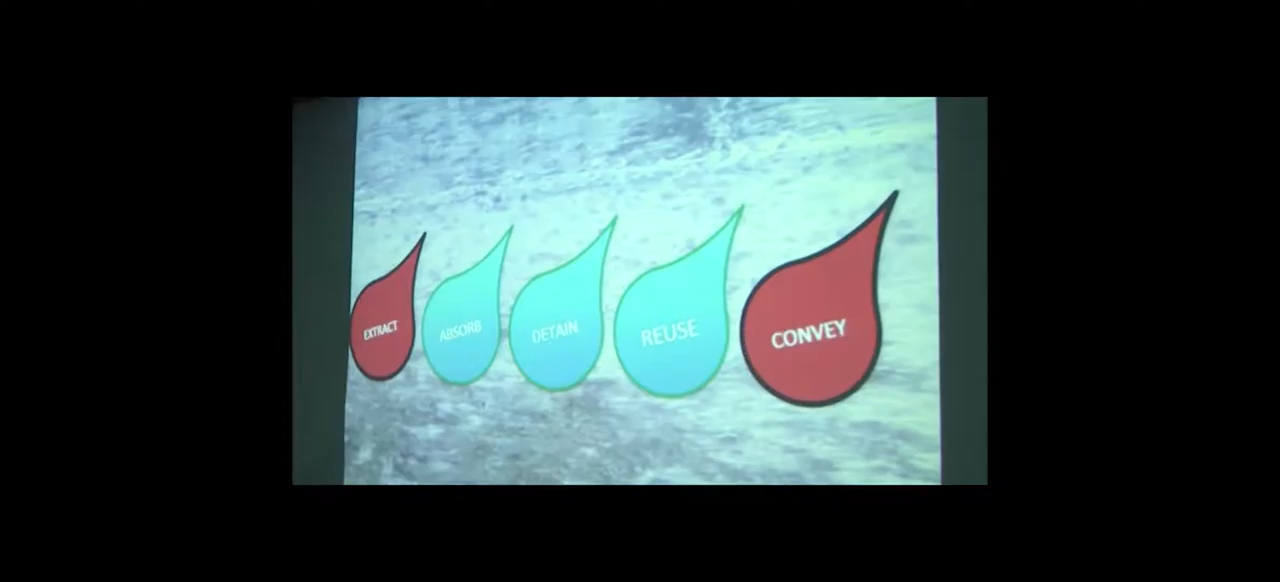 EXTRACT
ABSORB
DETAIN
REUSE
CONVEY